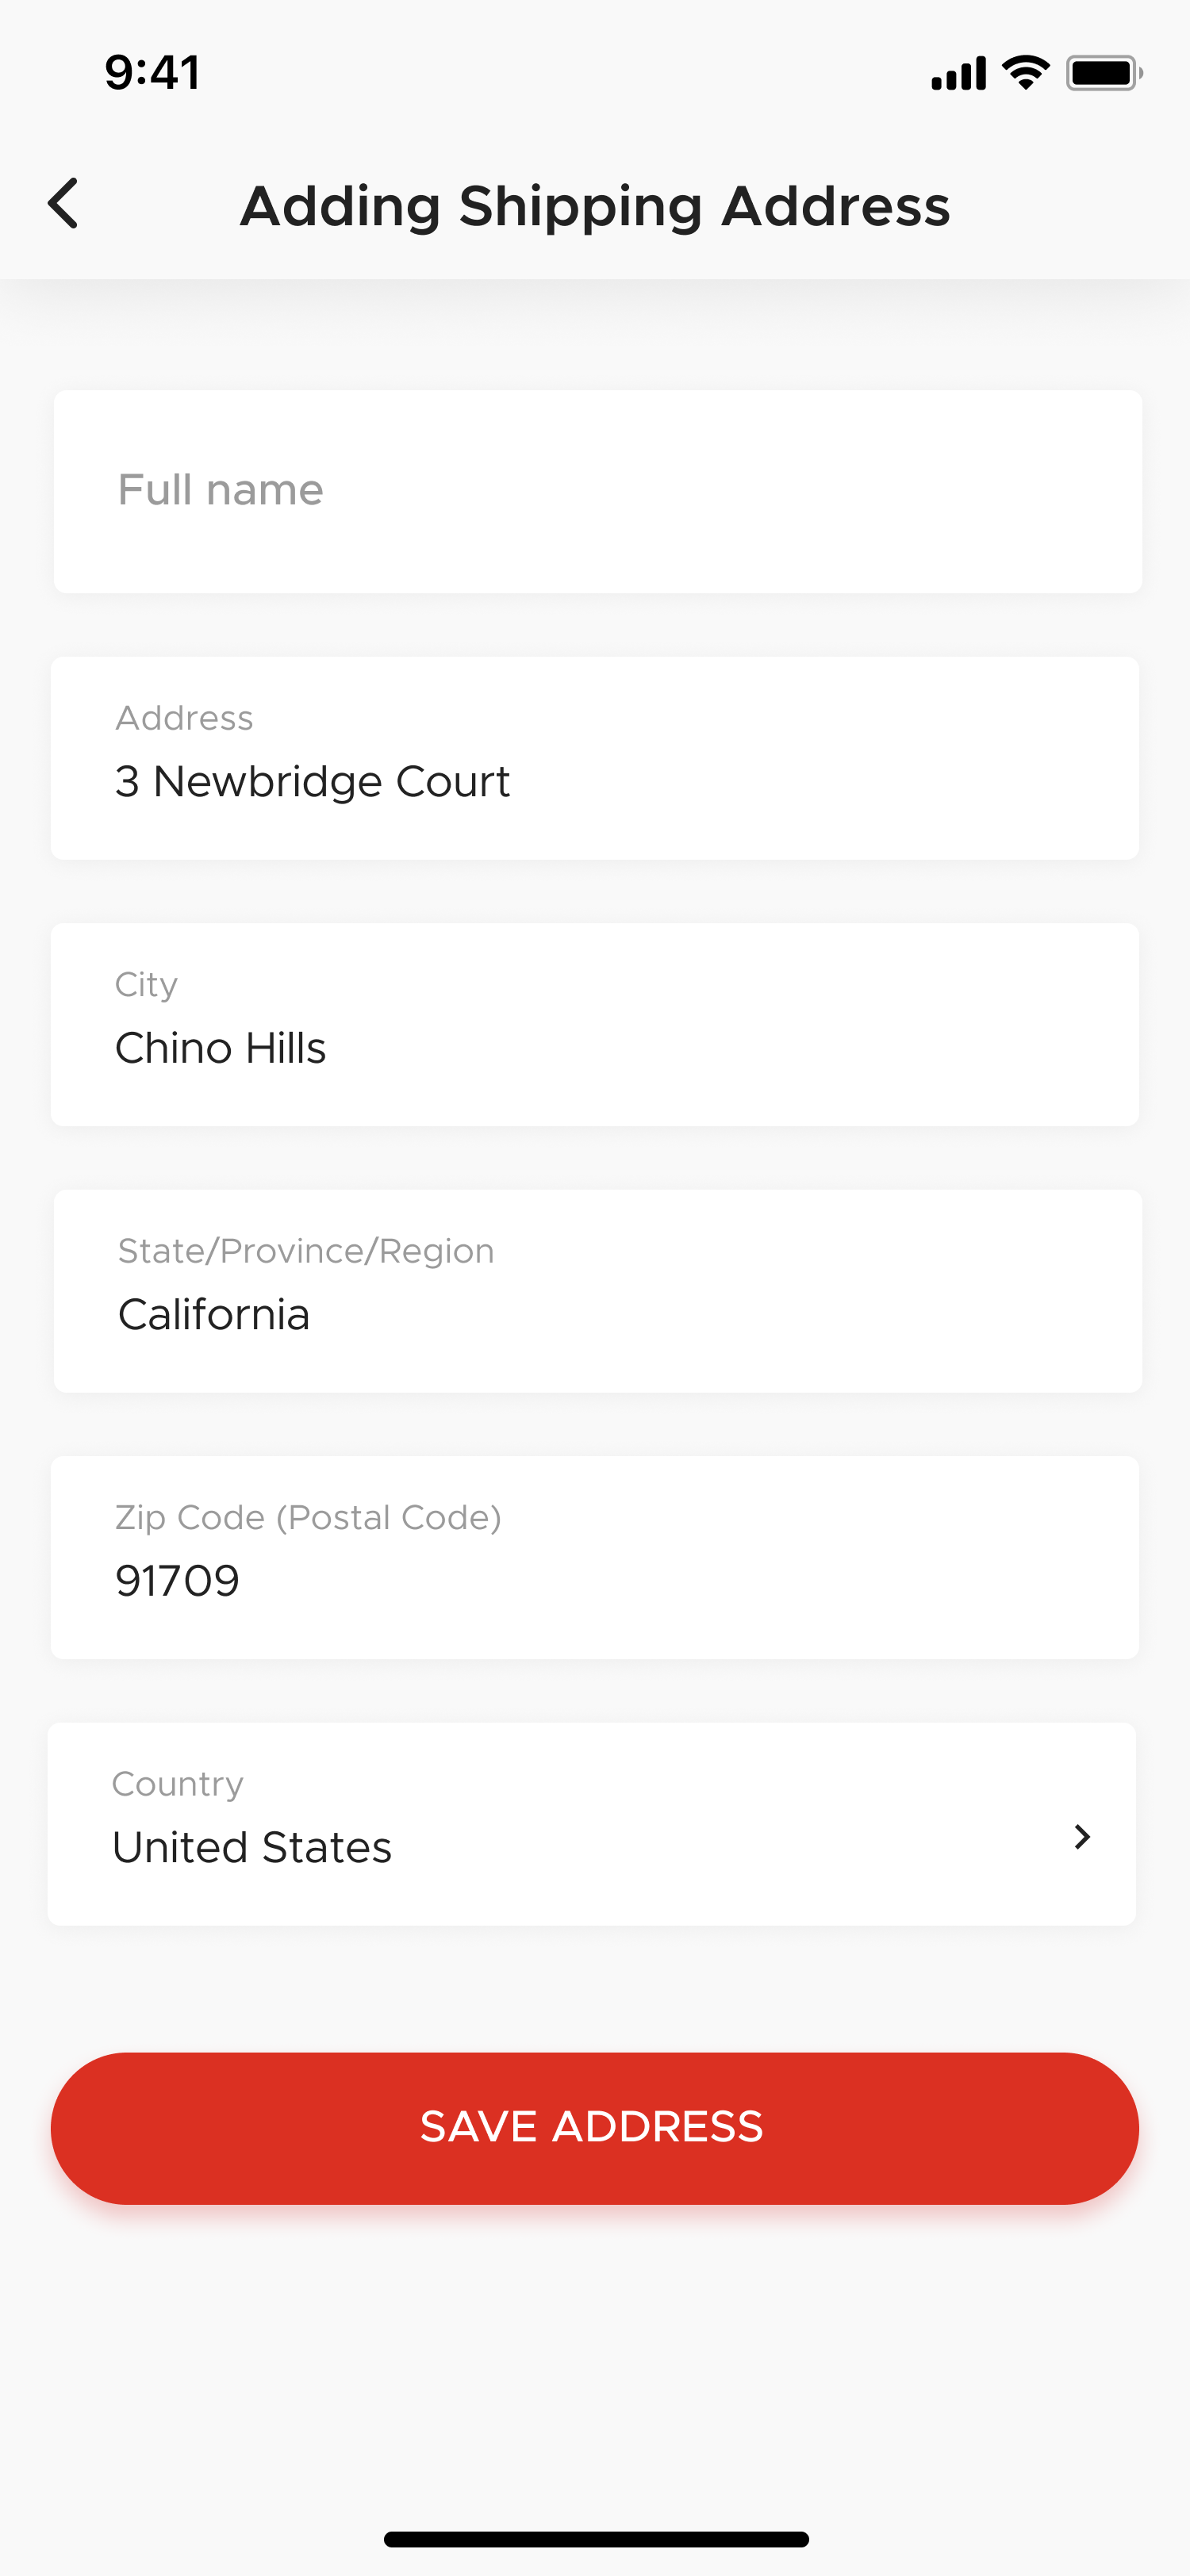 9:41
Adding Shipping Address
Full name
Address
3 Newbridge Court
City
Chino Hills
State/Province/Region
California
Zip Code (Postal Code)
91709
Country
United States
SAVE ADDRESS